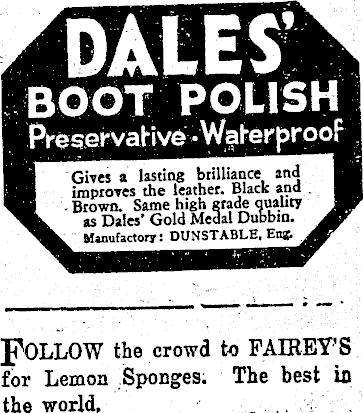 DALES'
BOOT POLISH
Preservative · Waterproof
Gives a lasting brilliance and
improves the leather. Black and
Brown. Same high grade quality
as Dales' Gold Medal Dubbin.
Manufactory: DUNSTABLE, Eng.
FOLLOW the crowd to FAIREY'S
for Lemon Sponges. The best in
the world.